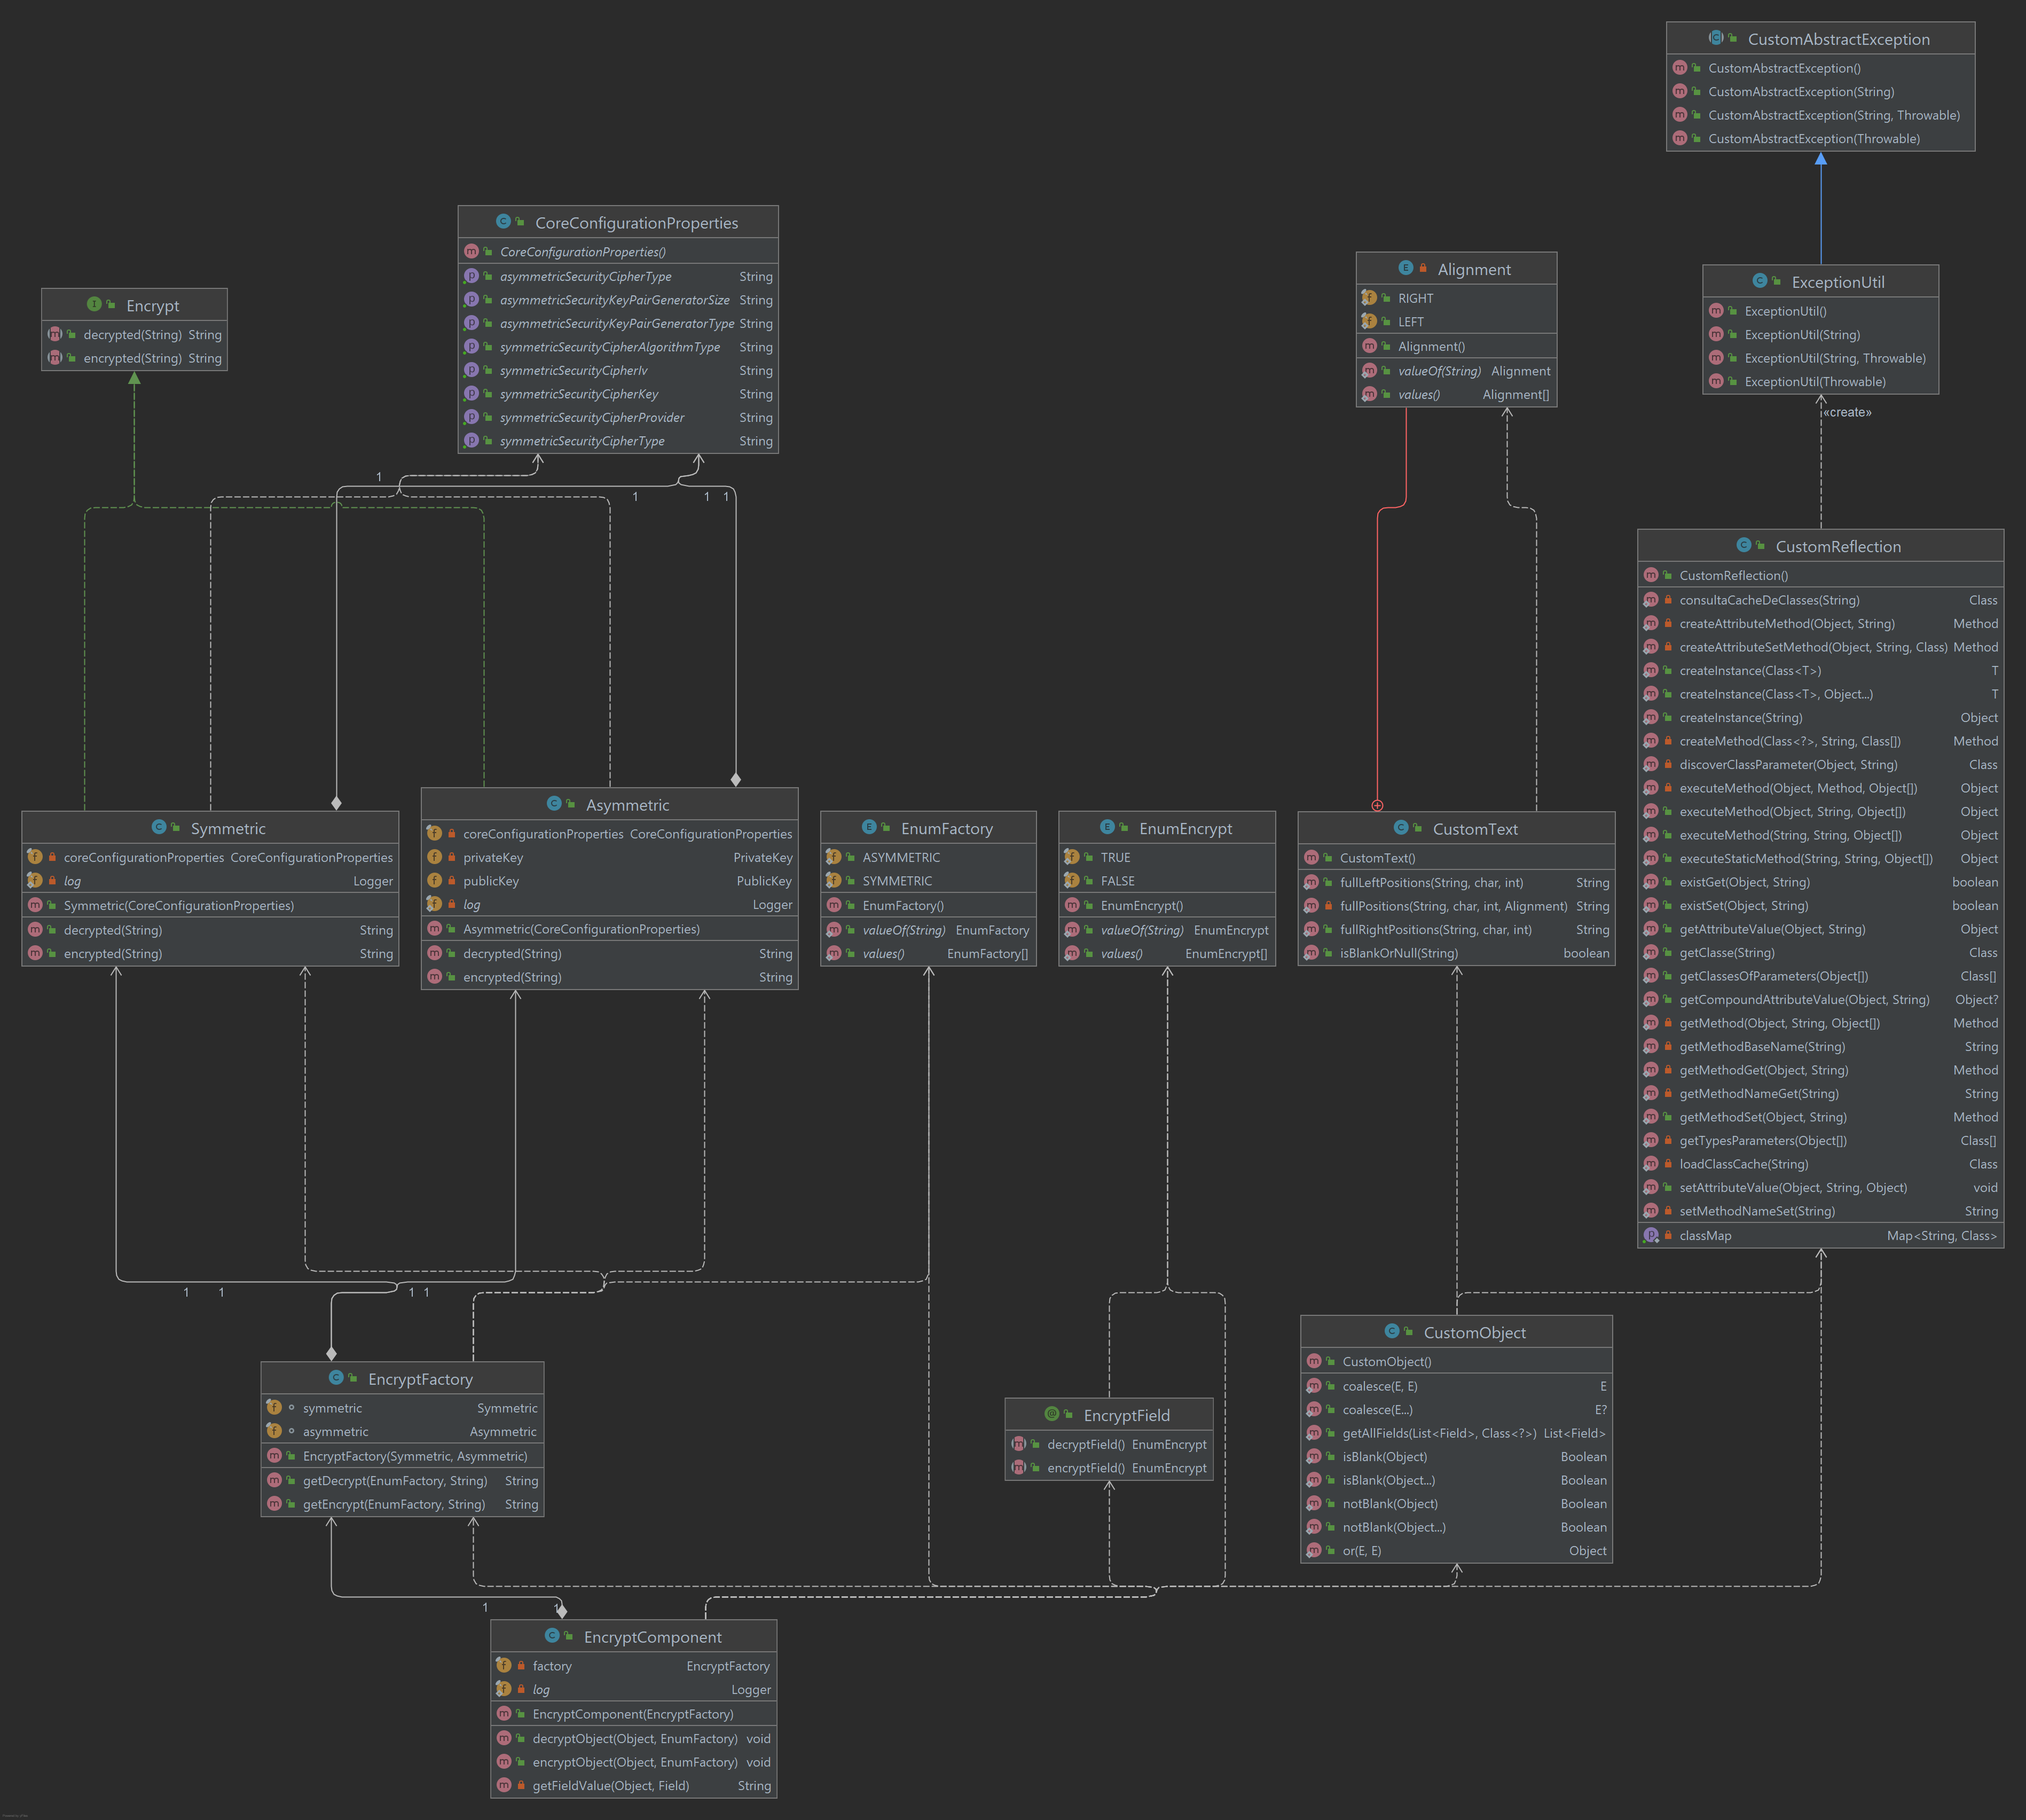 CustomAbstractException
CustomAbstractException()
CustomAbstractException(String)
CustomAbstractException(String, Throwable)
CustomAbstractException(Throwable)
CoreConfigurationProperties
CoreConfigurationProperties()
asymmetricSecurityCipherType String
asymmetricSecurityKeyPairGeneratorSize String
asymmetricSecurityKeyPairGeneratorType String
symmetricSecurityCipherAlgorithmType String
symmetricSecurityCipherIv String
symmetricSecurityCipherKey String
symmetricSecurityCipherProvider String
symmetricSecurityCipherType String
Encrypt
decrypted(String) String
encrypted(String) String
Alignment
RIGHT
LEFT
Alignment()
valueOf(String) Alignment
values() Alignment[]
ExceptionUtil
ExceptionUtil()
ExceptionUtil(String)
ExceptionUtil(String, Throwable)
ExceptionUtil(Throwable)
«create»
1
1 1 1
CustomReflection
CustomReflection()
consultaCacheDeClasses(String) Class
createAttributeMethod(Object, String) Method
createAttributeSetMethod(Object, String, Class) Method
createInstance(Class<T>) T
createInstance(Class<T>, Object...) T
createInstance(String) Object
createMethod(Class<?>, String, Class[]) Method
discoverClassParameter(Object, String) Class
executeMethod(Object, Method, Object[]) Object
executeMethod(Object, String, Object[]) Object
executeMethod(String, String, Object[]) Object
executeStaticMethod(String, String, Object[]) Object
existGet(Object, String) boolean
existSet(Object, String) boolean
getAttributeValue(Object, String) Object
getClasse(String) Class
getClassesOfParameters(Object[]) Class[]
getCompoundAttributeValue(Object, String) Object?
getMethod(Object, String, Object[]) Method
getMethodBaseName(String) String
getMethodGet(Object, String) Method
getMethodNameGet(String) String
getMethodSet(Object, String) Method
getTypesParameters(Object[]) Class[]
loadClassCache(String) Class
setAttributeValue(Object, String, Object) void
setMethodNameSet(String) String
classMap Map<String, Class>
Symmetric
coreConfigurationProperties CoreConfigurationProperties
log Logger
Symmetric(CoreConfigurationProperties)
decrypted(String) String
encrypted(String) String
Asymmetric
coreConfigurationProperties CoreConfigurationProperties
privateKey PrivateKey
publicKey PublicKey
log Logger
Asymmetric(CoreConfigurationProperties)
decrypted(String) String
encrypted(String) String
EnumFactory
ASYMMETRIC
SYMMETRIC
EnumFactory()
valueOf(String) EnumFactory
values() EnumFactory[]
EnumEncrypt
TRUE
FALSE
EnumEncrypt()
valueOf(String) EnumEncrypt
values() EnumEncrypt[]
CustomText
CustomText()
fullLeftPositions(String, char, int) String
fullPositions(String, char, int, Alignment) String
fullRightPositions(String, char, int) String
isBlankOrNull(String) boolean
1 1 1 1
EncryptFactory
symmetric Symmetric
asymmetric Asymmetric
EncryptFactory(Symmetric, Asymmetric)
getDecrypt(EnumFactory, String) String
getEncrypt(EnumFactory, String) String
EncryptField
decryptField() EnumEncrypt
encryptField() EnumEncrypt
CustomObject
CustomObject()
coalesce(E, E) E
coalesce(E...) E?
getAllFields(List<Field>, Class<?>) List<Field>
isBlank(Object) Boolean
isBlank(Object...) Boolean
notBlank(Object) Boolean
notBlank(Object...) Boolean
or(E, E) Object
1 1
EncryptComponent
factory EncryptFactory
log Logger
EncryptComponent(EncryptFactory)
decryptObject(Object, EnumFactory) void
encryptObject(Object, EnumFactory) void
getFieldValue(Object, Field) String